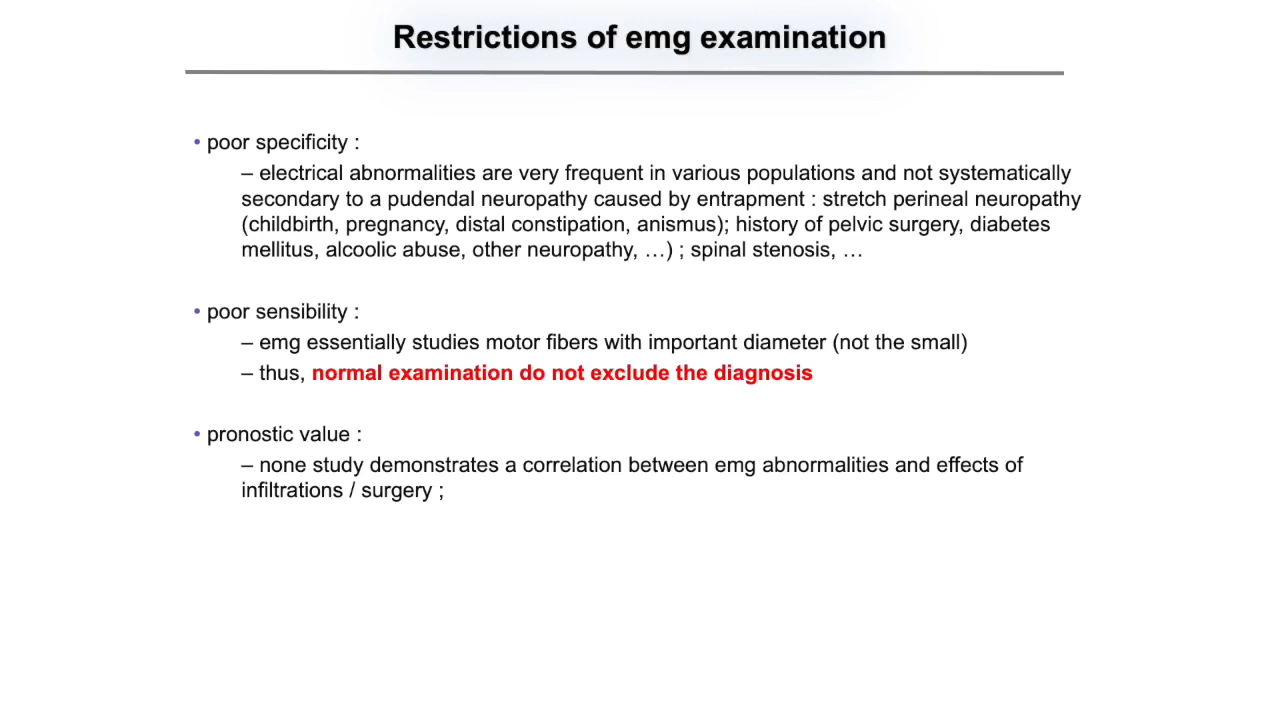 Restrictions of emg examination
• poor specificity :
– electrical abnormalities are very frequent in various populations and not systematically
secondary to a pudendal neuropathy caused by entrapment : stretch perineal neuropathy
(childbirth, pregnancy, distal constipation, anismus); history of pelvic surgery, diabetes
mellitus, alcoolic abuse, other neuropathy, …) ; spinal stenosis, …
• poor sensibility :
– emg essentially studies motor fibers with important diameter (not the small)
– thus, normal examination do not exclude the diagnosis
• pronostic value :
– none study demonstrates a correlation between emg abnormalities and effects of
infiltrations / surgery ;